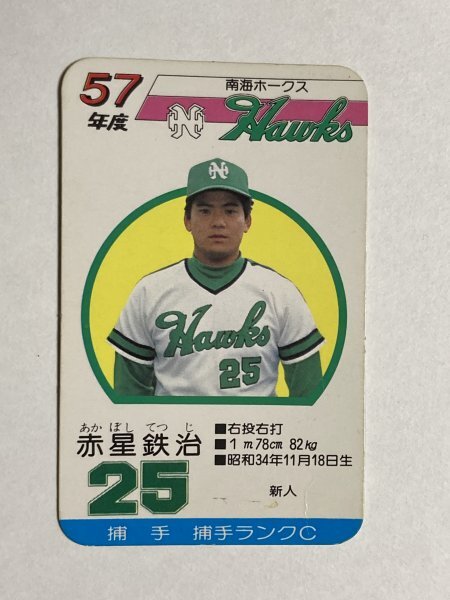 57
年度
南海ホークス
NH
Hawks
NH
Hawks
25
あか ぼし てつ じ
赤星鉄治
25
■右投右打
■1m78cm 82kg
■昭和34年11月18日生
新人
捕手 捕手ランクC